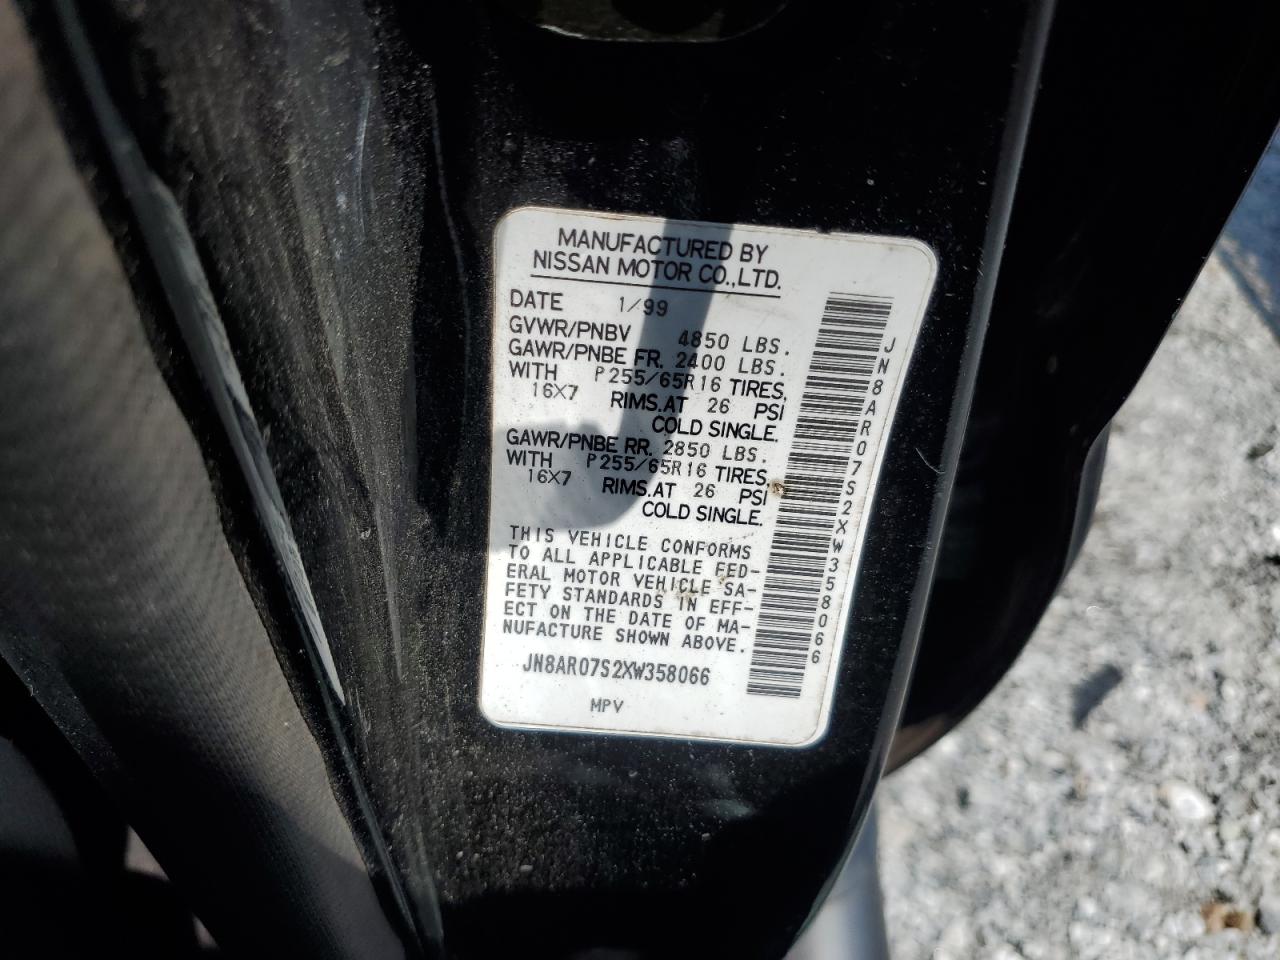 MANUFACTURED BY
NISSAN MOTOR CO.,LTD.
DATE 1/99
GVWR/PNBV 4850 LBS.
GAWR/PNBE FR. 2400 LBS.
WITH P255/65R16 TIRES,
16X7 RIMS.AT 26 PSI
COLD SINGLE.
GAWR/PNBE RR. 2850 LBS.
WITH P255/65R16 TIRES,
16X7 RIMS.AT 26 PSI
COLD SINGLE.
THIS VEHICLE CONFORMS
TO ALL APPLICABLE FED-
ERAL MOTOR VEHICLE SA-
FETY STANDARDS IN EFF-
ECT ON THE DATE OF MA-
NUFACTURE SHOWN ABOVE.
JN8AR07S2XW358066
MPV
JN8AR07S2XW358066